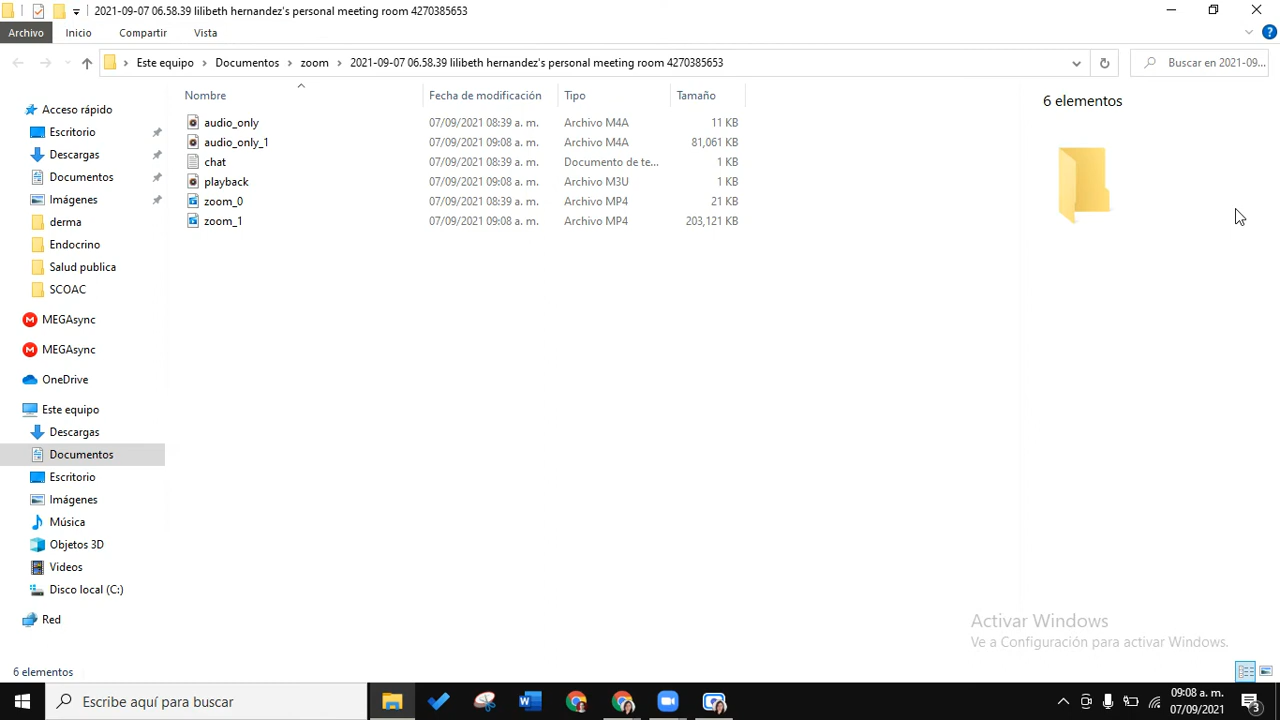 2021-09-07 06.58.39 lilibeth hernandez's personal meeting room 4270385653
Archivo Inicio Compartir Vista
Este equipo Documentos zoom 2021-09-07 06.58.39 lilibeth hernandez's personal meeting room 4270385653 Buscar en 2021-09...
Nombre Fecha de modificación Tipo Tamaño
audio_only 07/09/2021 08:39 a. m. Archivo M4A 11 KB
audio_only_1 07/09/2021 09:08 a. m. Archivo M4A 81,061 KB
chat 07/09/2021 08:39 a. m. Documento de te... 1 KB
playback 07/09/2021 09:08 a. m. Archivo M3U 1 KB
zoom_0 07/09/2021 08:39 a. m. Archivo MP4 21 KB
zoom_1 07/09/2021 09:08 a. m. Archivo MP4 203,121 KB
6 elementos
Acceso rápido
Escritorio
Descargas
Documentos
Imágenes
derma
Endocrino
Salud publica
SCOAC
MEGAsync
MEGAsync
OneDrive
Este equipo
Descargas
Documentos
Escritorio
Imágenes
Música
Objetos 3D
Videos
Disco local (C:)
Red
Activar Windows
Ve a Configuración para activar Windows.
6 elementos
Escribe aquí para buscar
09:08 a. m.
07/09/2021
3